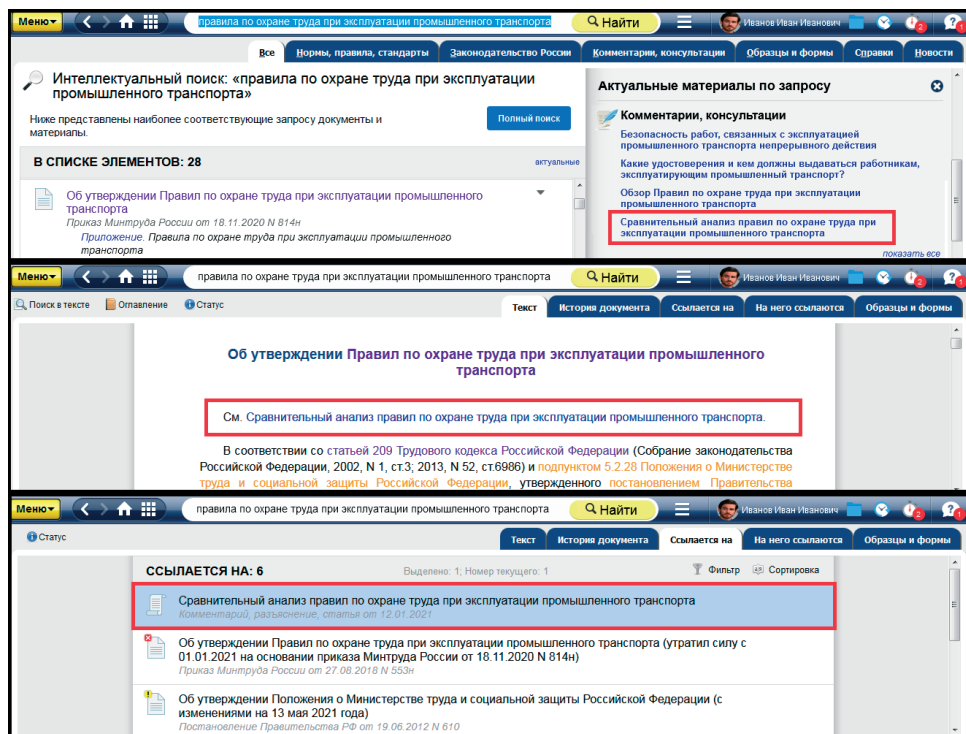 Меню
правила по охране труда при эксплуатации промышленного транспорта
Найти
Иванов Иван Иванович
2
1
Все
Нормы, правила, стандарты
Законодательство России
Комментарии, консультации
Образцы и формы
Справки
Новости
Интеллектуальный поиск: «правила по охране труда при эксплуатации
промышленного транспорта»
Ниже представлены наиболее соответствующие запросу документы и
материалы.
Полный поиск
В СПИСКЕ ЭЛЕМЕНТОВ: 28
актуальные
Об утверждении Правил по охране труда при эксплуатации промышленного
транспорта
Приказ Минтруда России от 18.11.2020 N 814н
Приложение. Правила по охране труда при эксплуатации промышленного
транспорта
Актуальные материалы по запросу
Комментарии, консультации
Безопасность работ, связанных с эксплуатацией
промышленного транспорта непрерывного действия
Какие удостоверения и кем должны выдаваться работникам,
эксплуатирующим промышленный транспорт?
Обзор Правил по охране труда при эксплуатации
промышленного транспорта
Сравнительный анализ правил по охране труда при
эксплуатации промышленного транспорта
показать все
Меню
правила по охране труда при эксплуатации промышленного транспорта
Найти
Иванов Иван Иванович
2
1
Поиск в тексте
Оглавление
Статус
Текст
История документа
Ссылается на
На него ссылаются
Образцы и формы
Об утверждении Правил по охране труда при эксплуатации промышленного
транспорта
См. Сравнительный анализ правил по охране труда при эксплуатации промышленного транспорта.
В соответствии со статьей 209 Трудового кодекса Российской Федерации (Собрание законодательства
Российской Федерации, 2002, N 1, ст.3; 2013, N 52, ст.6986) и подпунктом 5.2.28 Положения о Министерстве
труда и социальной защиты Российской Федерации, утвержденного постановлением Правительства
Меню
правила по охране труда при эксплуатации промышленного транспорта
Найти
Иванов Иван Иванович
2
1
Статус
Текст
История документа
Ссылается на
На него ссылаются
Образцы и формы
ССЫЛАЕТСЯ НА: 6
Выделено: 1; Номер текущего: 1
Фильтр
Сортировка
Сравнительный анализ правил по охране труда при эксплуатации промышленного транспорта
Комментарий, разъяснение, статья от 12.01.2021
Об утверждении Правил по охране труда при эксплуатации промышленного транспорта (утратил силу с
01.01.2021 на основании приказа Минтруда России от 18.11.2020 N 814н)
Приказ Минтруда России от 27.08.2018 N 553н
Об утверждении Положения о Министерстве труда и социальной защиты Российской Федерации (с
изменениями на 13 мая 2021 года)
Постановление Правительства РФ от 19.06.2012 N 610